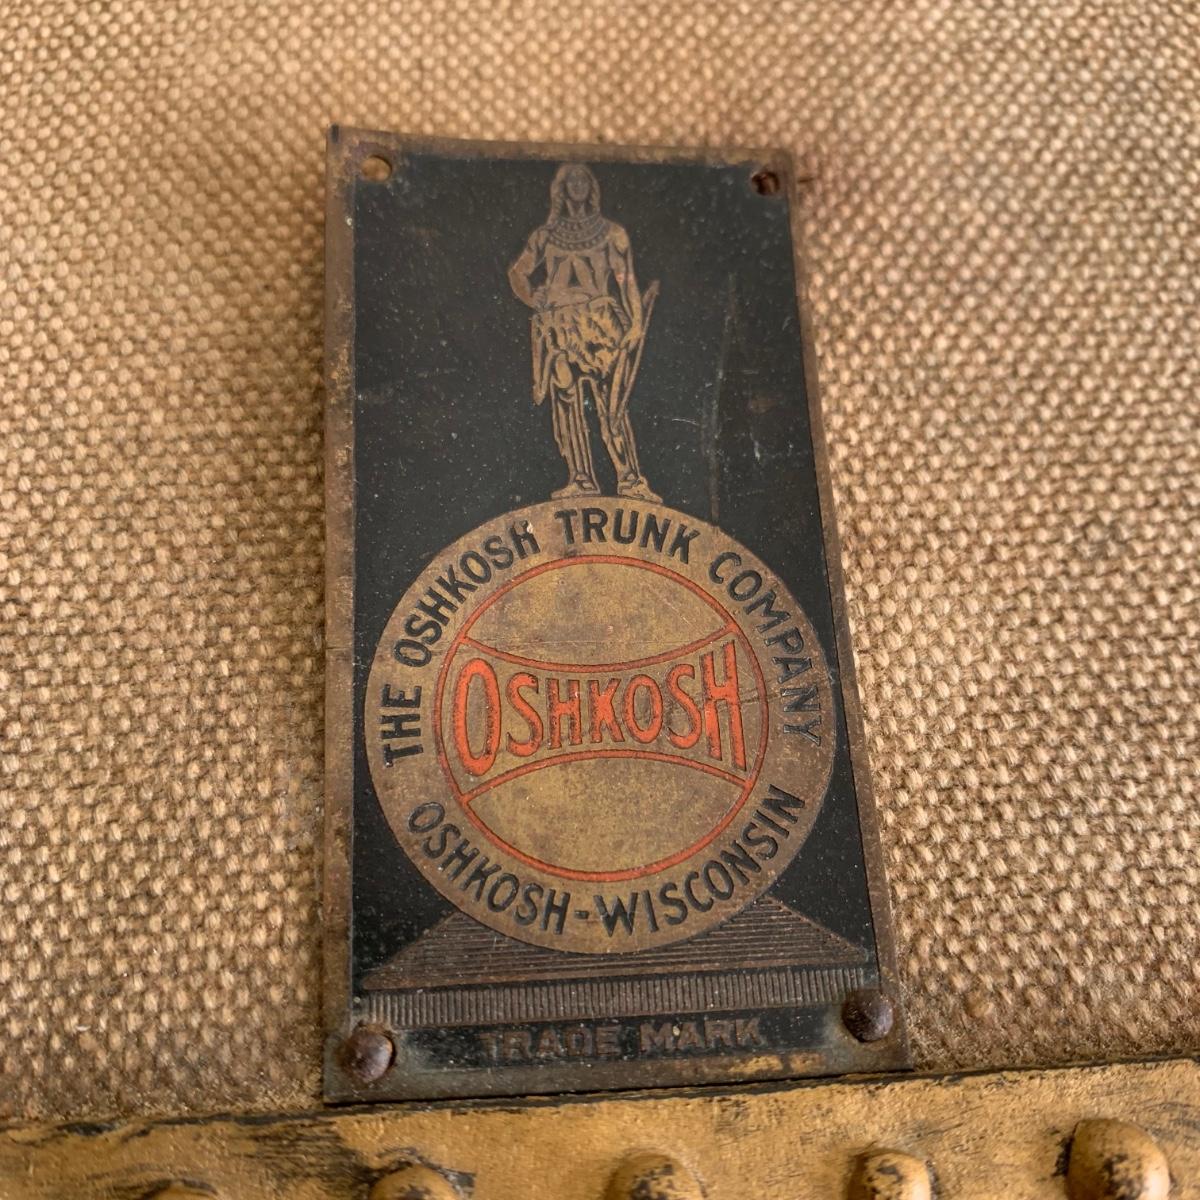 THE OSHKOSH TRUNK COMPANY
OSHKOSH
OSHKOSH-WISCONSIN
TRADE MARK